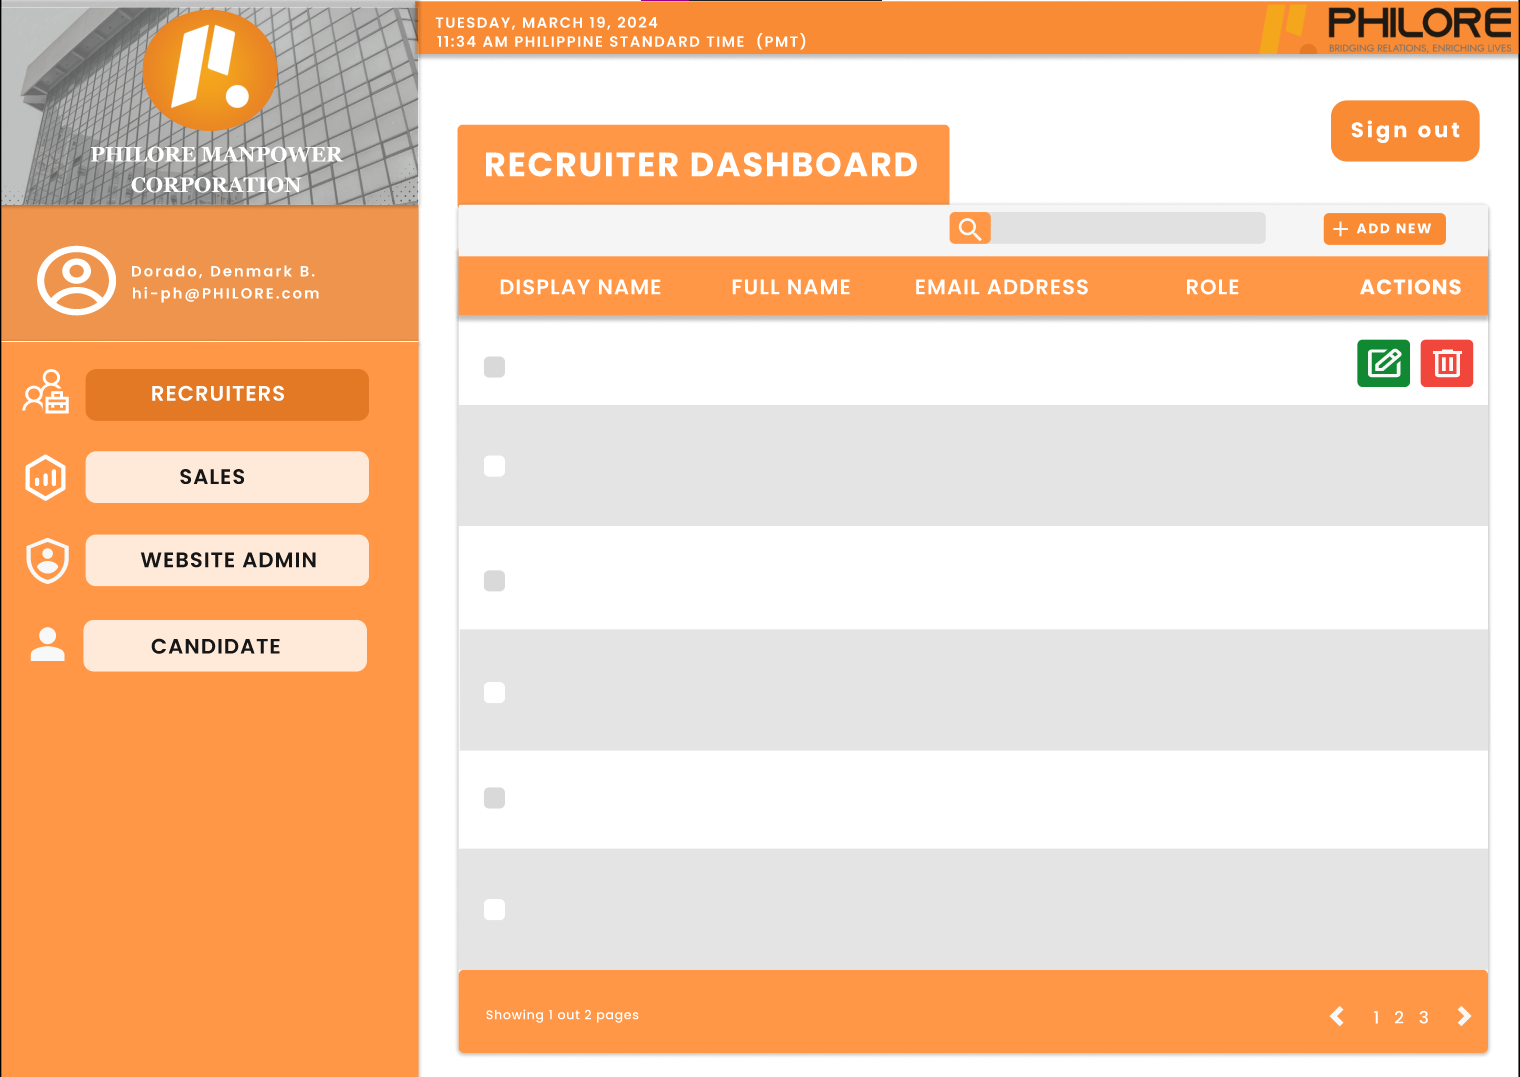 TUESDAY, MARCH 19, 2024
11:34 AM PHILIPPINE STANDARD TIME (PMT)
PHILORE
BRIDGING RELATIONS, ENRICHING LIVES
PHILORE MANPOWER
CORPORATION
Dorado, Denmark B.
hi-ph@PHILORE.com
RECRUITERS
SALES
WEBSITE ADMIN
CANDIDATE
Sign out
RECRUITER DASHBOARD
ADD NEW
DISPLAY NAME FULL NAME EMAIL ADDRESS ROLE ACTIONS
Showing 1 out 2 pages
1 2 3